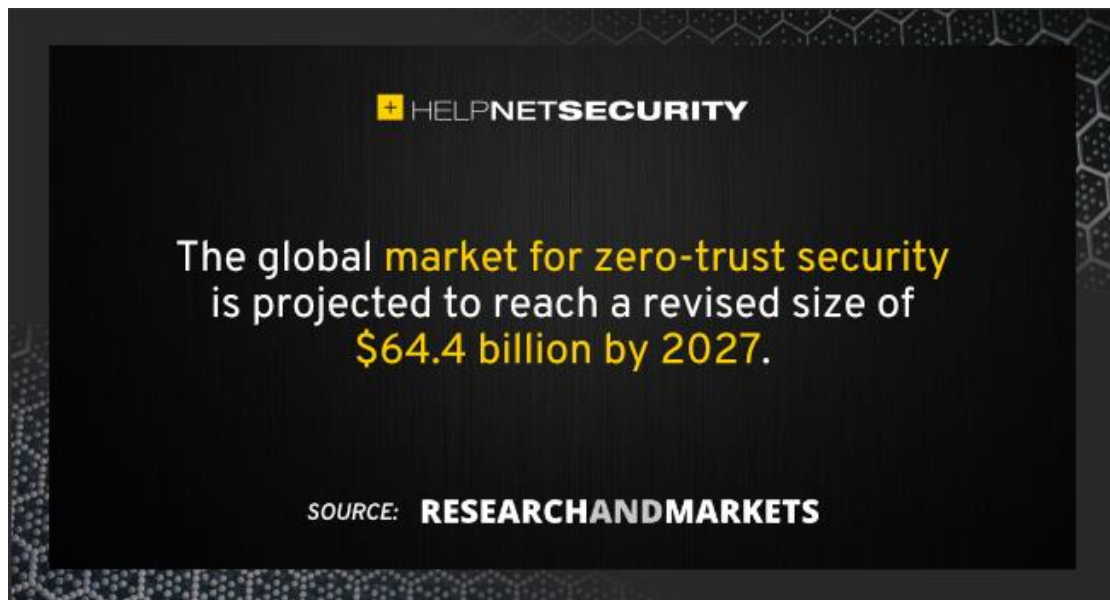 HELPNETSECURITY
The global market for zero-trust security
is projected to reach a revised size of
$64.4 billion by 2027.
SOURCE: RESEARCHANDMARKETS